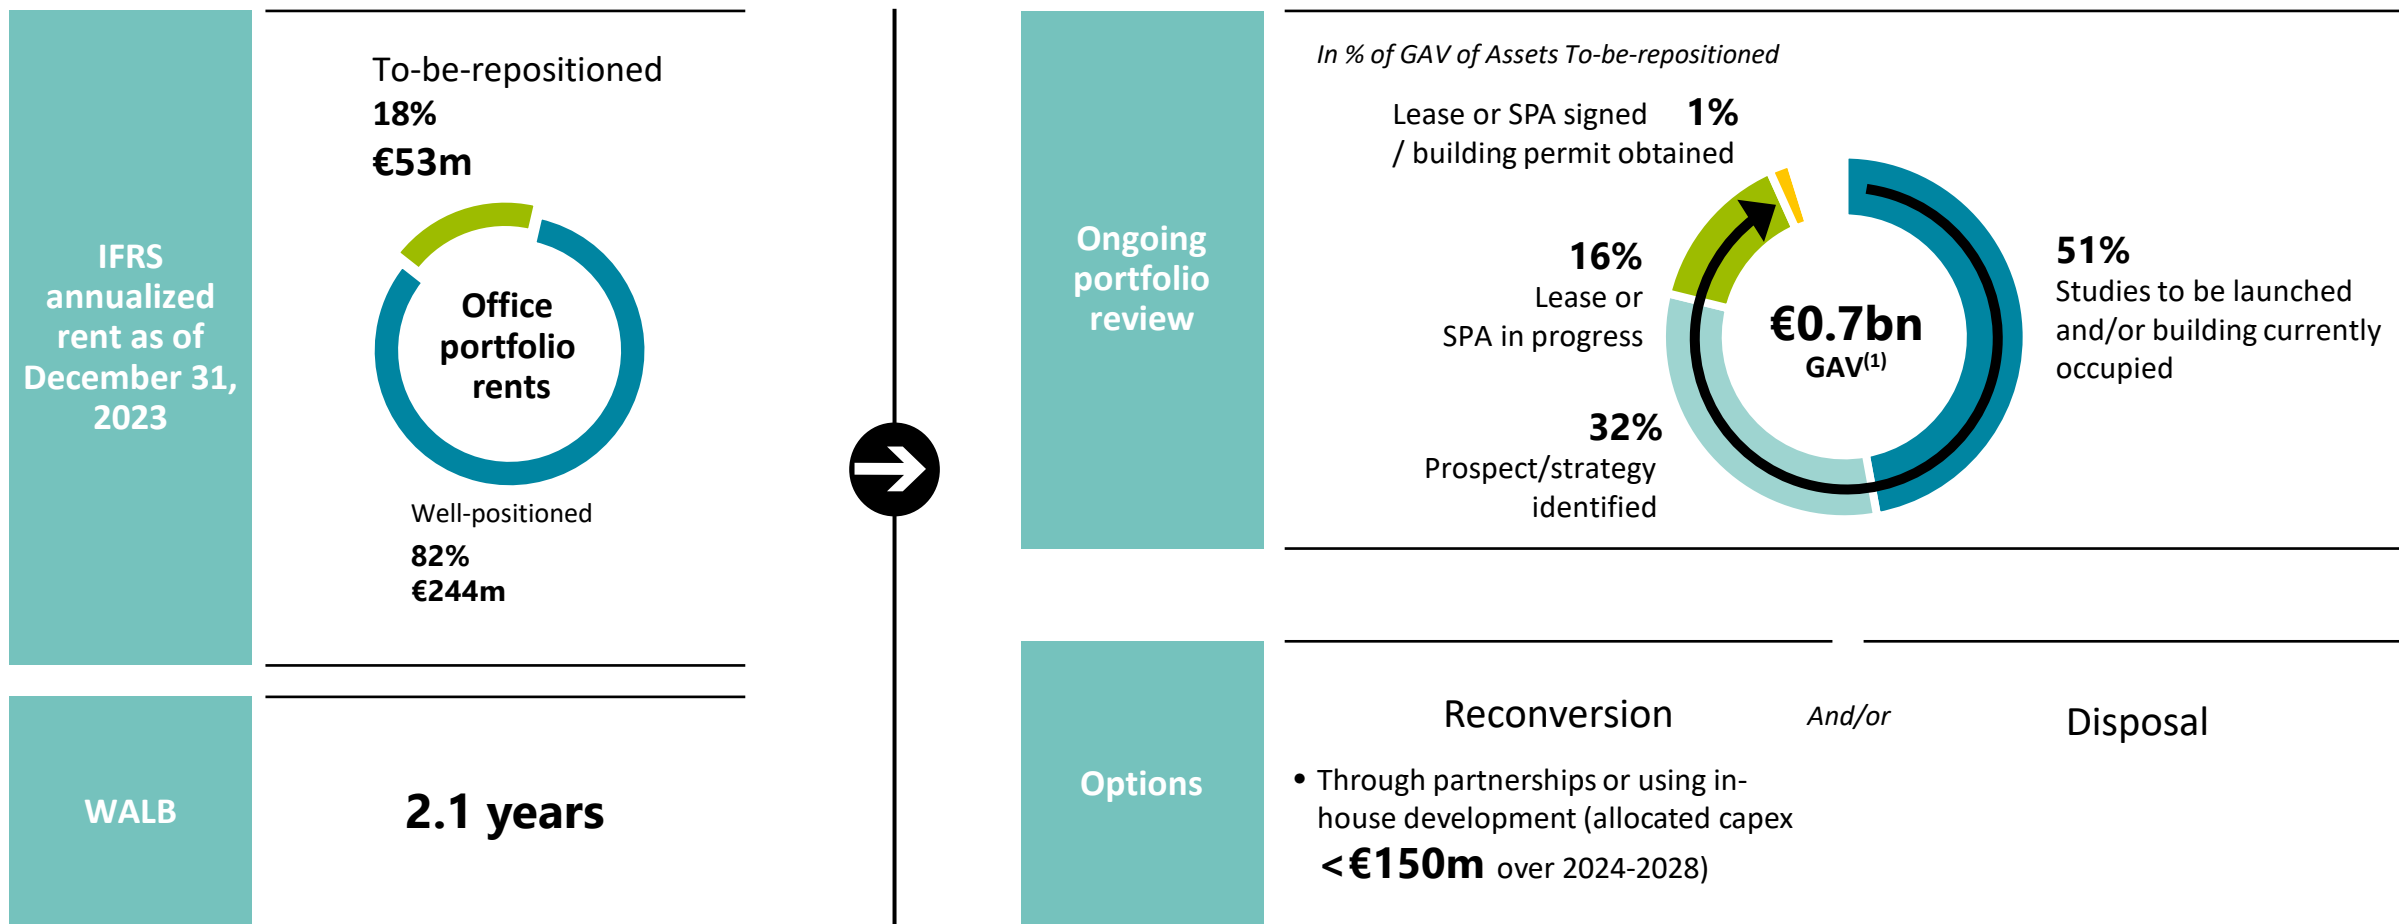 IFRS
annualized
rent as of
December 31,
2023
To-be-repositioned
18%
€53m
Office
portfolio
rents
Well-positioned
82%
€244m
WALB
2.1 years
Ongoing
portfolio
review
In % of GAV of Assets To-be-repositioned
Lease or SPA signed 1%
/ building permit obtained
16%
Lease or
SPA in progress
32%
Prospect/strategy
identified
€0.7bn
GAV(1)
51%
Studies to be launched
and/or building currently
occupied
Options
Reconversion And/or Disposal
• Through partnerships or using in-
house development (allocated capex
<€150m over 2024-2028)